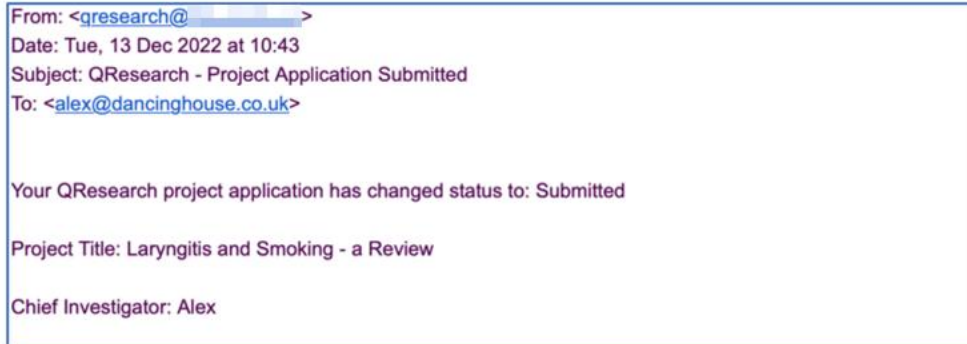 From: <qresearch@ >
Date: Tue, 13 Dec 2022 at 10:43
Subject: QResearch - Project Application Submitted
To: <alex@dancinghouse.co.uk>
Your QResearch project application has changed status to: Submitted
Project Title: Laryngitis and Smoking - a Review
Chief Investigator: Alex